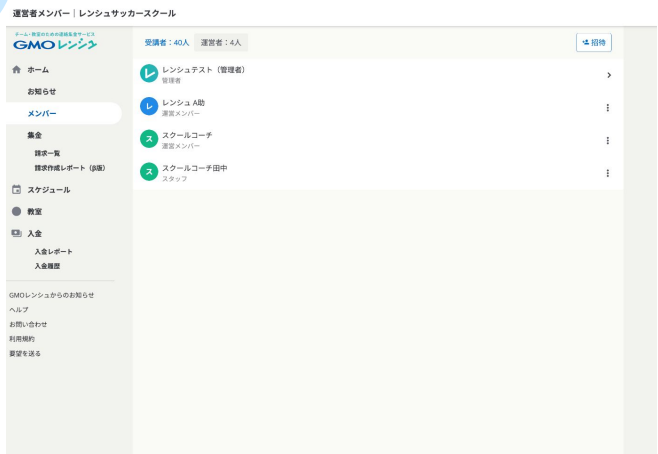 運営者メンバー｜レンシュサッカースクール
チーム・教室のための連絡集金サービス
GMOレンシュ
ホーム
お知らせ
メンバー
集金
請求一覧
請求作成レポート（β版）
スケジュール
教室
入金
入金レポート
入金履歴
GMOレンシュからのお知らせ
ヘルプ
お問い合わせ
利用規約
要望を送る
受講者：40人 運営者：4人
招待
レンシュテスト（管理者）
管理者
レ
レンシュ A助
運営メンバー
ス
スクールコーチ
運営メンバー
ス
スクールコーチ田中
スタッフ